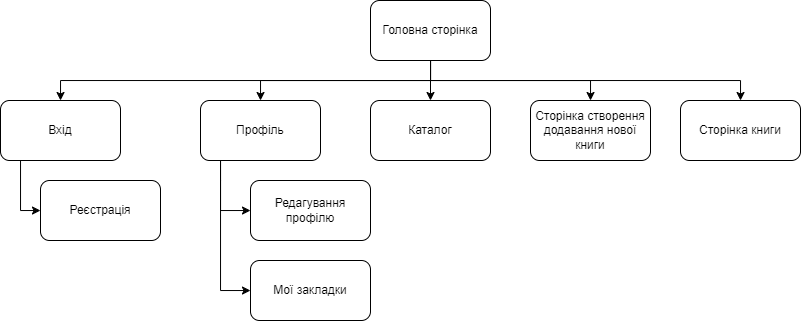 Головна сторінка
Вхід
Профіль
Каталог
Сторінка створення
додавання нової
книги
Сторінка книги
Реєстрація
Редагування
профілю
Мої закладки